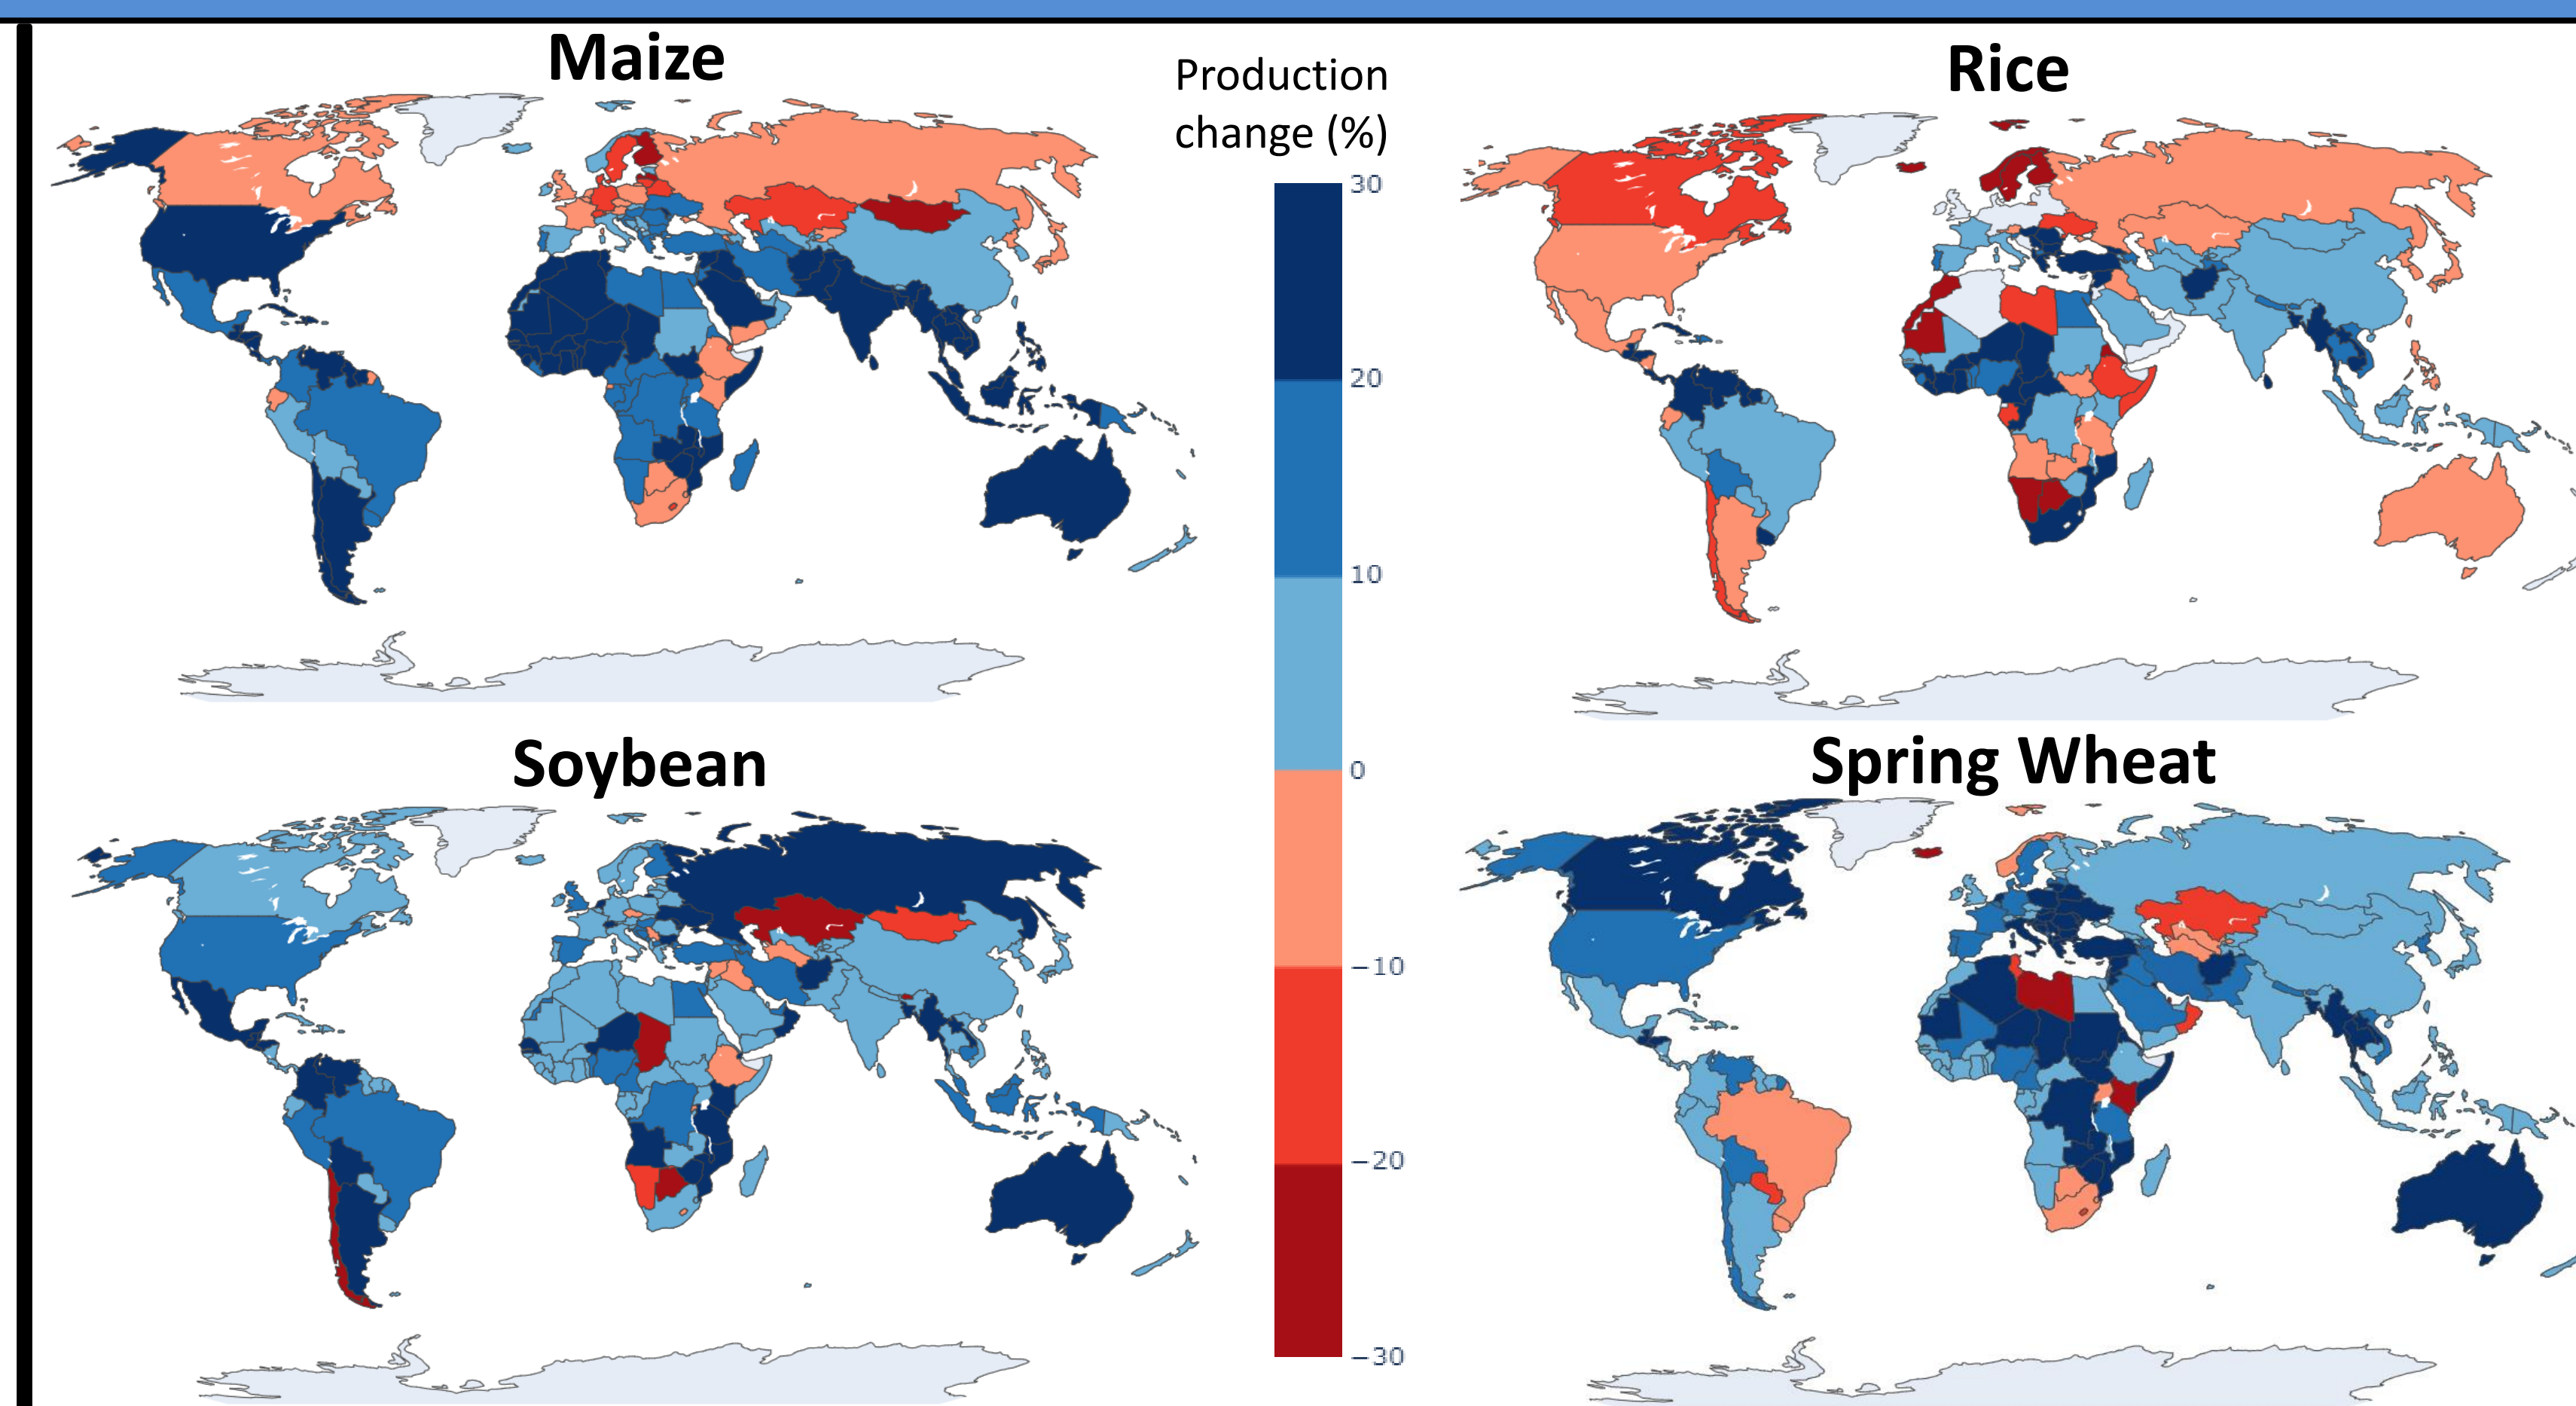 Maize
Production
change (%)
Rice
30
20
10
0
−10
−20
−30
Soybean
Spring Wheat